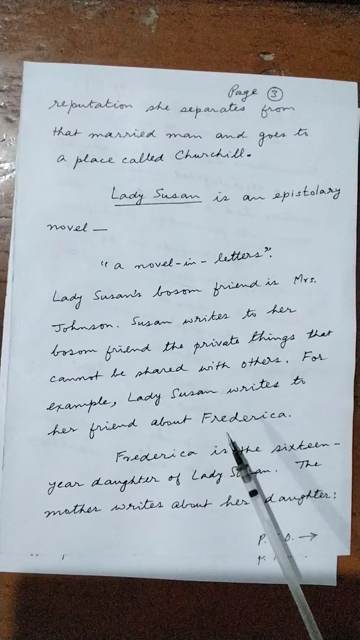 Page 3
reputation she separates from
that married man and goes to
a place called Churchill.
Lady Susan is an epistolary
novel —
"a novel-in-letters".
Lady Susan's bosom friend is Mrs.
Johnson. Susan writes to her
bosom friend the private things that
cannot be shared with others. For
example, Lady Susan writes to
her friend about Frederica.
Frederica is the sixteen-
year daughter of Lady Susan. The
mother writes about her daughter:
P. T. O. →